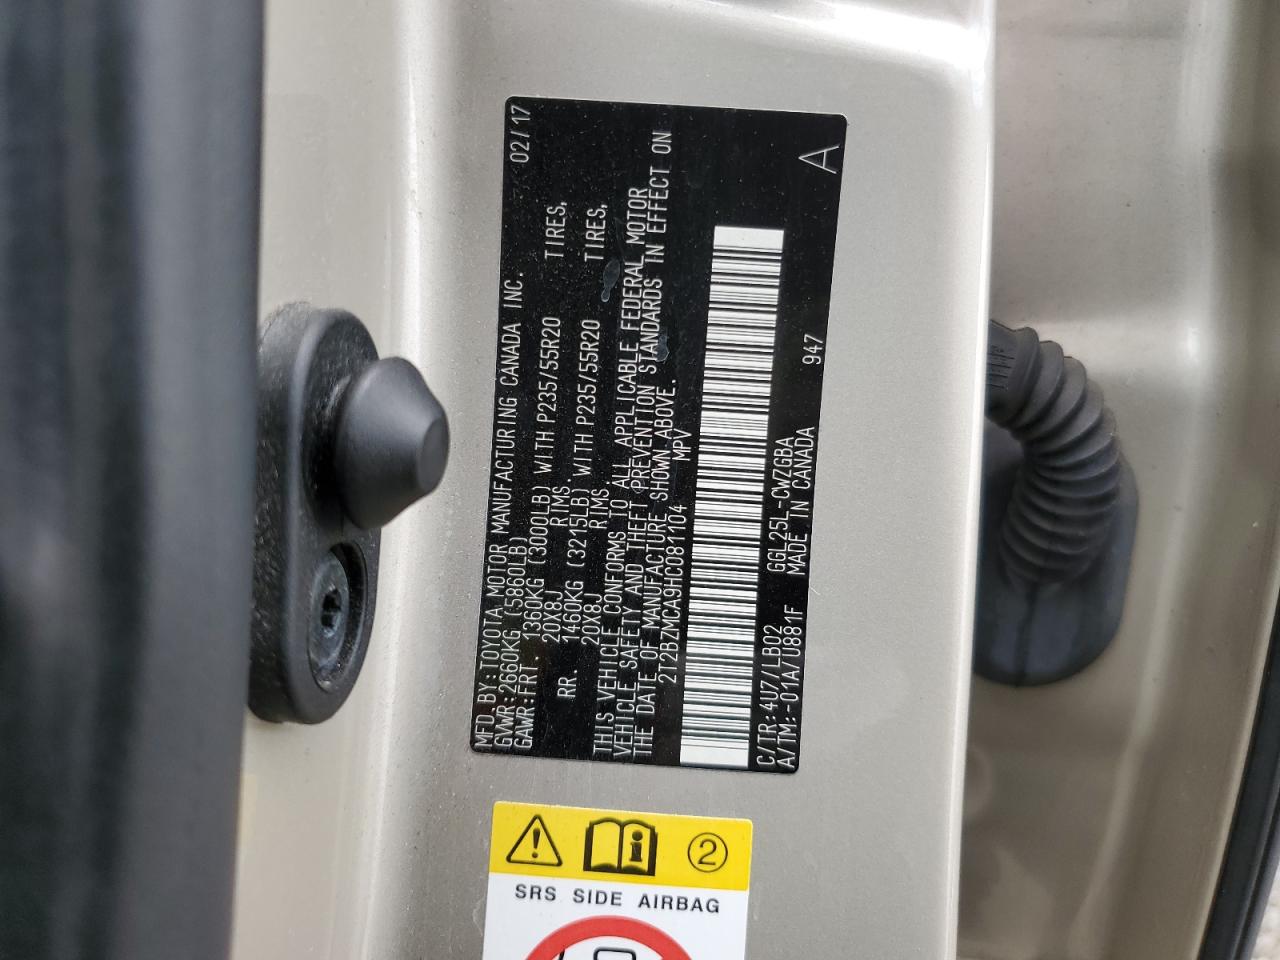 MFD.BY:TOYOTA MOTOR MANUFACTURING CANADA INC. 02/17
GVWR:2660KG (5860LB)
GAWR:FRT. 1360KG (3000LB) WITH P235/55R20 TIRES,
20X8J RIMS.
RR. 1460KG (3215LB) WITH P235/55R20 TIRES,
20X8J RIMS
THIS VEHICLE CONFORMS TO ALL APPLICABLE FEDERAL MOTOR
VEHICLE SAFETY AND THEFT PREVENTION STANDARDS IN EFFECT ON
THE DATE OF MANUFACTURE SHOWN ABOVE.
2T2BZMCA9HC081104 MPV
C/TR:4U7/LB02 GGL25L-CWZGBA 947 A
A/TM:-01A/U881F MADE IN CANADA
2
SRS SIDE AIRBAG